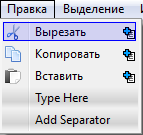 Правка Выделение И
Вырезать
Копировать
Вставить
Type Here
Add Separator